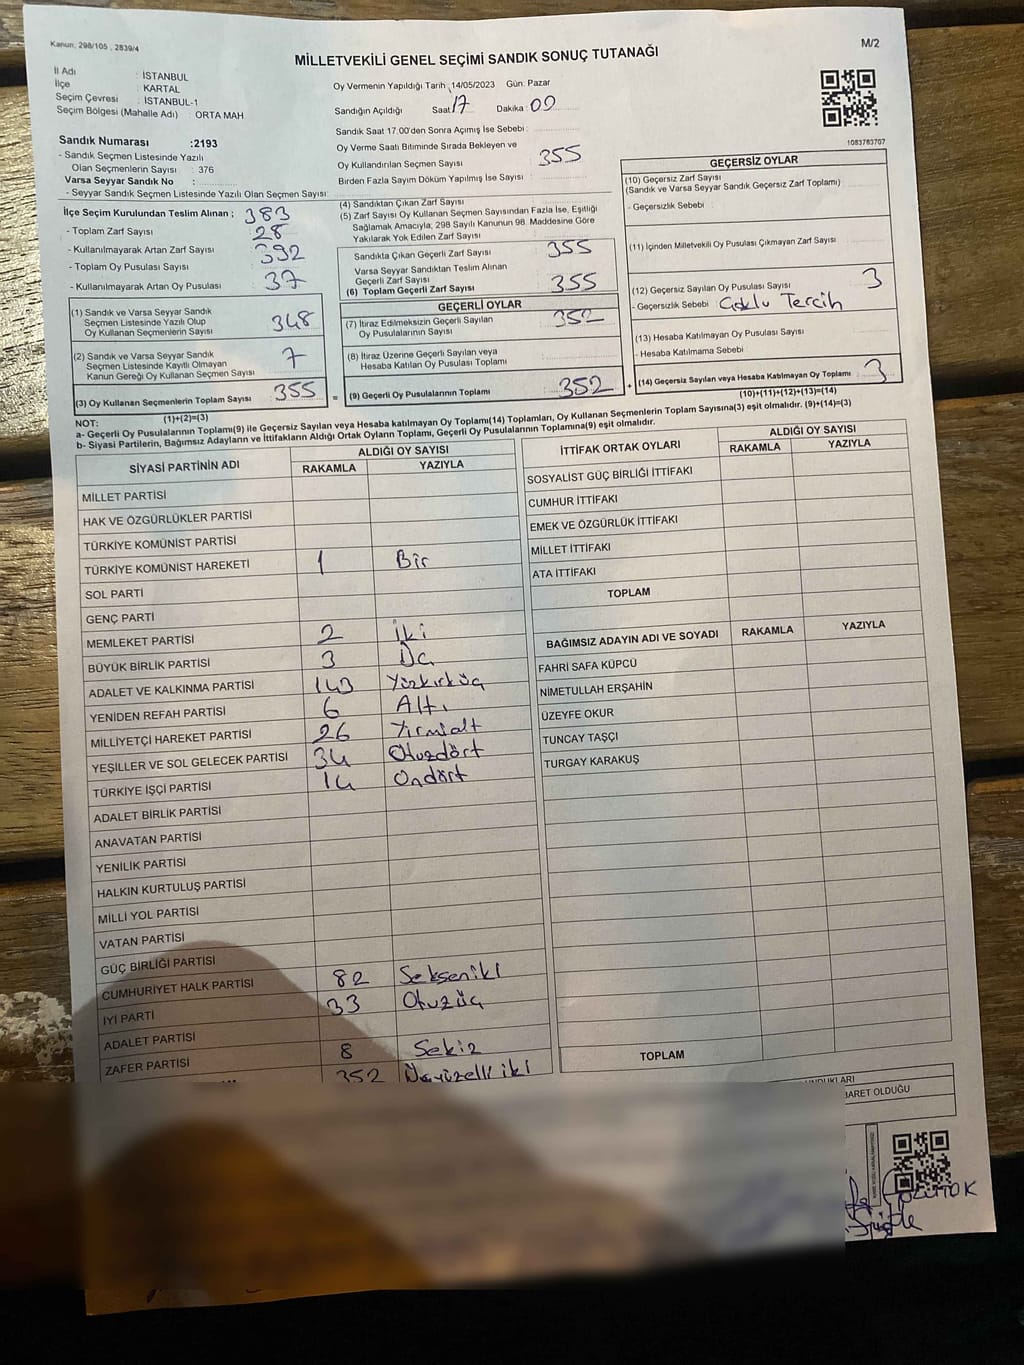 Kanun, 298/105 , 2839/4
M/2
MİLLETVEKİLİ GENEL SEÇİMİ SANDIK SONUÇ TUTANAĞI
İl Adı : İSTANBUL
İlçe : KARTAL
Seçim Çevresi : İSTANBUL-1
Seçim Bölgesi (Mahalle Adı) : ORTA MAH
Sandık Numarası :2193
- Sandık Seçmen Listesinde Yazılı
Olan Seçmenlerin Sayısı : 376
Varsa Seyyar Sandık No :
- Seyyar Sandık Seçmen Listesinde Yazılı Olan Seçmen Sayısı:
İlçe Seçim Kurulundan Teslim Alınan ; 383
- Toplam Zarf Sayısı 28
- Kullanılmayarak Artan Zarf Sayısı 392
- Toplam Oy Pusulası Sayısı
- Kullanılmayarak Artan Oy Pusulası 37
(1) Sandık ve Varsa Seyyar Sandık
Seçmen Listesinde Yazılı Olup
Oy Kullanan Seçmenlerin Sayısı 348
(2) Sandık ve Varsa Seyyar Sandık
Seçmen Listesinde Kayıtlı Olmayan
Kanun Gereği Oy Kullanan Seçmen Sayısı 7
(3) Oy Kullanan Seçmenlerin Toplam Sayısı 355
(1)+(2)=(3)
Oy Vermenin Yapıldığı Tarih : 14/05/2023 Gün. Pazar
Sandığın Açıldığı Saat 17 Dakika 00
Sandık Saat 17.00'den Sonra Açımış İse Sebebi :
Oy Verme Saati Bitiminde Sırada Bekleyen ve
Oy Kullandırılan Seçmen Sayısı 355
Birden Fazla Sayım Döküm Yapılmış İse Sayısı :
(4) Sandıktan Çıkan Zarf Sayısı
(5) Zarf Sayısı Oy Kullanan Seçmen Sayısından Fazla İse, Eşitliği
Sağlamak Amacıyla; 298 Sayılı Kanunun 98. Maddesine Göre
Yakılarak Yok Edilen Zarf Sayısı
Sandıkta Çıkan Geçerli Zarf Sayısı 355
Varsa Seyyar Sandıktan Teslim Alınan
Geçerli Zarf Sayısı
(6) Toplam Geçerli Zarf Sayısı 355
GEÇERLİ OYLAR
(7) İtiraz Edilmeksizin Geçerli Sayılan
Oy Pusulalarının Sayısı 352
(8) İtiraz Üzerine Geçerli Sayılan veya
Hesaba Katılan Oy Pusulası Toplamı
= (9) Geçerli Oy Pusulalarının Toplamı 352 +
1083763707
GEÇERSİZ OYLAR
(10) Geçersiz Zarf Sayısı
(Sandık ve Varsa Seyyar Sandık Geçersiz Zarf Toplamı)
- Geçersizlik Sebebi :
(11) İçinden Milletvekili Oy Pusulası Çıkmayan Zarf Sayısı
(12) Geçersiz Sayılan Oy Pusulası Sayısı 3
- Geçersizlik Sebebi Çoklu Tercih
(13) Hesaba Katılmayan Oy Pusulası Sayısı
- Hesaba Katılmama Sebebi
(14) Geçersiz Sayılan veya Hesaba Katılmayan Oy Toplamı 3
(10)+(11)+(12)+(13)=(14)
NOT:
a- Geçerli Oy Pusulalarının Toplamı(9) ile Geçersiz Sayılan veya Hesaba katılmayan Oy Toplamı(14) Toplamları, Oy Kullanan Seçmenlerin Toplam Sayısına(3) eşit olmalıdır. (9)+(14)=(3)
b- Siyasi Partilerin, Bağımsız Adayların ve İttifakların Aldığı Ortak Oyların Toplamı, Geçerli Oy Pusulalarının Toplamına(9) eşit olmalıdır.
SİYASİ PARTİNİN ADI
ALDIĞI OY SAYISI
RAKAMLA YAZIYLA
MİLLET PARTİSİ
HAK VE ÖZGÜRLÜKLER PARTİSİ
TÜRKİYE KOMÜNİST PARTİSİ
TÜRKİYE KOMÜNİST HAREKETİ 1 Bir
SOL PARTİ
GENÇ PARTİ
MEMLEKET PARTİSİ 2 İki
BÜYÜK BİRLİK PARTİSİ 3 Üç
ADALET VE KALKINMA PARTİSİ 143 Yüzkırküç
YENİDEN REFAH PARTİSİ 6 Altı
MİLLİYETÇİ HAREKET PARTİSİ 26 Yirmialt
YEŞİLLER VE SOL GELECEK PARTİSİ 34 Otuzdört
TÜRKİYE İŞÇİ PARTİSİ 14 Ondört
ADALET BİRLİK PARTİSİ
ANAVATAN PARTİSİ
YENİLİK PARTİSİ
HALKIN KURTULUŞ PARTİSİ
MİLLİ YOL PARTİSİ
VATAN PARTİSİ
GÜÇ BİRLİĞİ PARTİSİ
CUMHURİYET HALK PARTİSİ 82 Sekseniki
İYİ PARTİ 33 Otuzüç
ADALET PARTİSİ
ZAFER PARTİSİ 8 Sekiz
352 Üçyüzelli iki
İTTİFAK ORTAK OYLARI
ALDIĞI OY SAYISI
RAKAMLA YAZIYLA
SOSYALİST GÜÇ BİRLİĞİ İTTİFAKI
CUMHUR İTTİFAKI
EMEK VE ÖZGÜRLÜK İTTİFAKI
MİLLET İTTİFAKI
ATA İTTİFAKI
TOPLAM
BAĞIMSIZ ADAYIN ADI VE SOYADI RAKAMLA YAZIYLA
FAHRİ SAFA KÜPCÜ
NİMETULLAH ERŞAHİN
ÜZEYFE OKUR
TUNCAY TAŞÇI
TURGAY KARAKUŞ
TOPLAM
BARET OLDUĞU